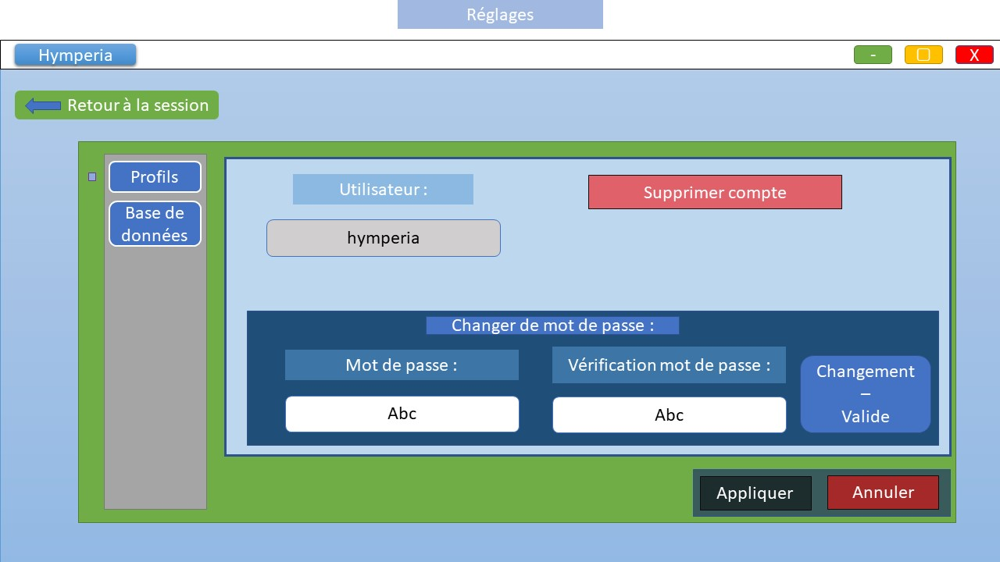 Réglages
Hymperia
-
X
Retour à la session
Profils
Base de
données
Utilisateur :
Supprimer compte
hymperia
Changer de mot de passe :
Mot de passe :
Vérification mot de passe :
Abc
Abc
Changement
–
Valide
Appliquer
Annuler